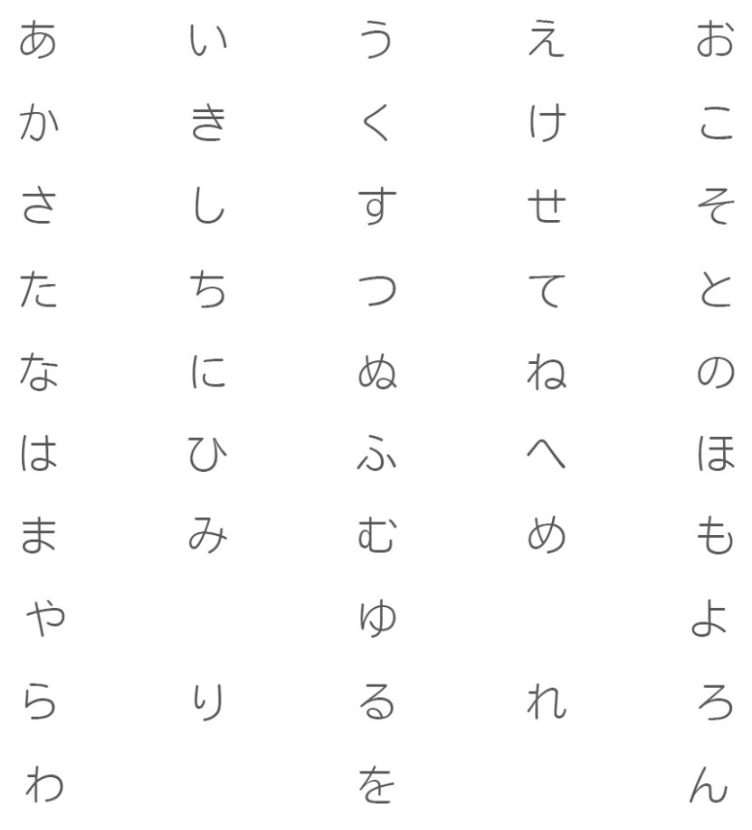 あ い う え お
か き く け こ
さ し す せ そ
た ち つ て と
な に ぬ ね の
は ひ ふ へ ほ
ま み む め も
や ゆ よ
ら り る れ ろ
わ を ん